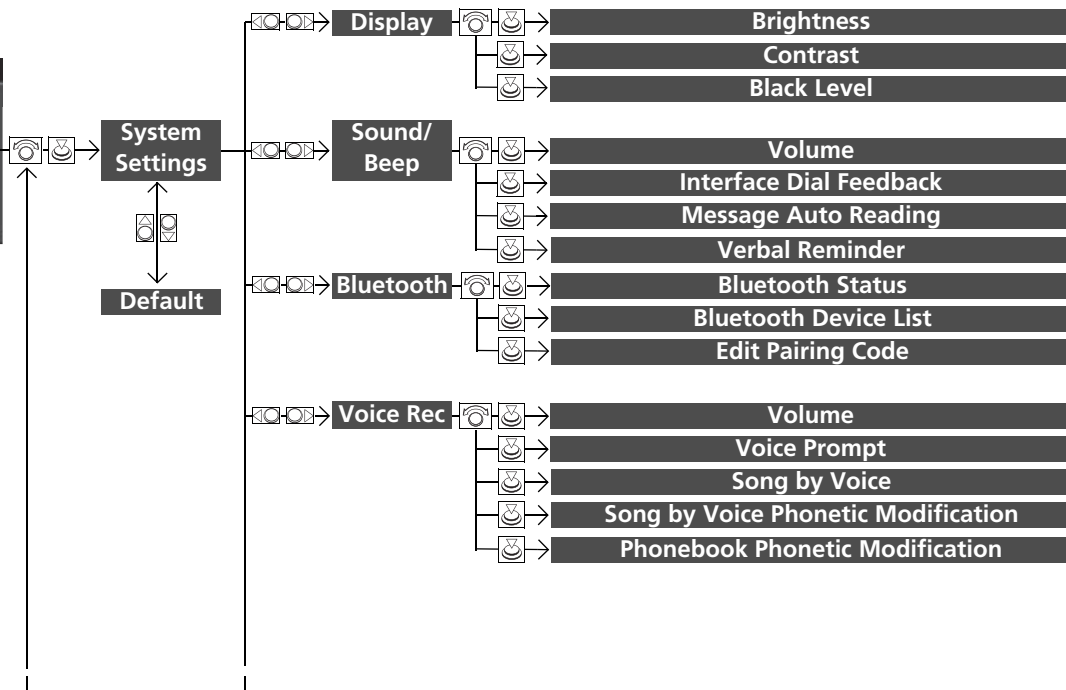 Display
Brightness
Contrast
Black Level
System
Settings
Default
Sound/
Beep
Volume
Interface Dial Feedback
Message Auto Reading
Verbal Reminder
Bluetooth
Bluetooth Status
Bluetooth Device List
Edit Pairing Code
Voice Rec
Volume
Voice Prompt
Song by Voice
Song by Voice Phonetic Modification
Phonebook Phonetic Modification